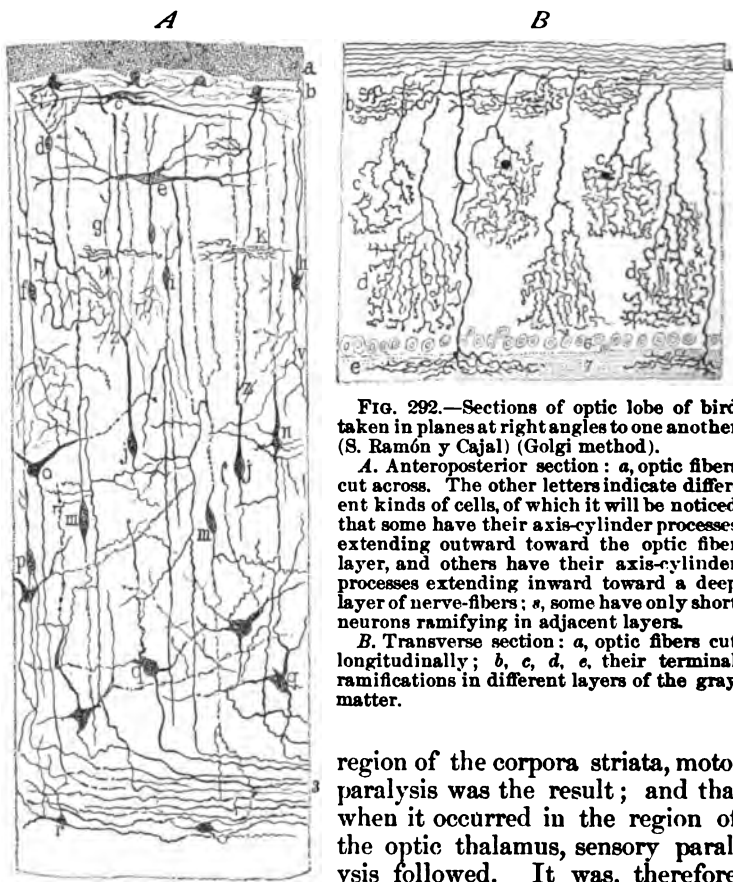 A
B
a
b
c
d
e
g
k
f
i
h
j
j
n
o
m
m
p
q
g
3
r
a
b
c
c
d
d
6
e
7
FIG. 292.—Sections of optic lobe of bird
taken in planes at right angles to one another
(S. Ramón y Cajal) (Golgi method).
A. Anteroposterior section : a, optic fibers
cut across. The other letters indicate differ
ent kinds of cells, of which it will be noticed
that some have their axis-cylinder processes
extending outward toward the optic fiber
layer, and others have their axis-cylinder
processes extending inward toward a deep
layer of nerve-fibers ; s, some have only short
neurons ramifying in adjacent layers.
B. Transverse section : a, optic fibers cut
longitudinally ; b, c, d, e, their terminal
ramifications in different layers of the gray
matter.
region of the corpora striata, moto
paralysis was the result ; and tha
when it occurred in the region of
the optic thalamus, sensory paral
ysis followed. It was, therefore